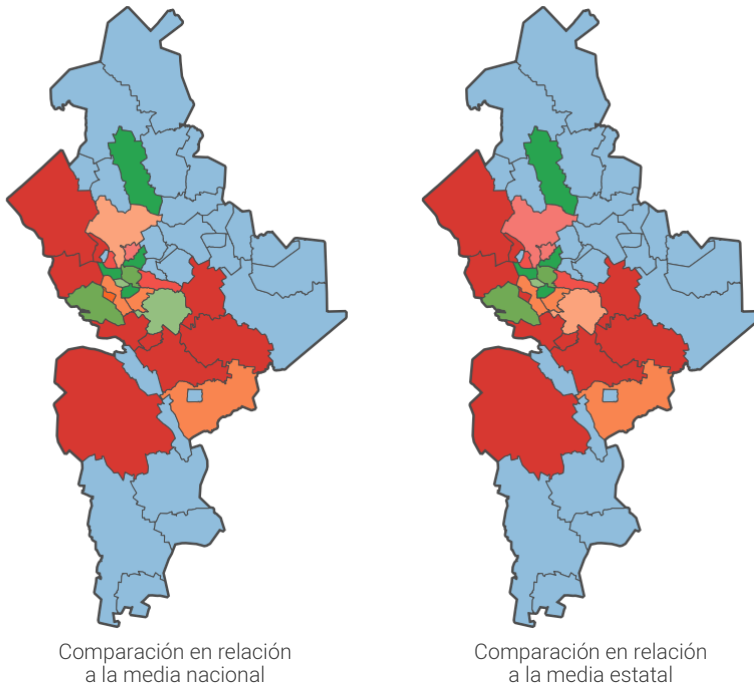 Comparación en relación
a la media nacional
Comparación en relación
a la media estatal